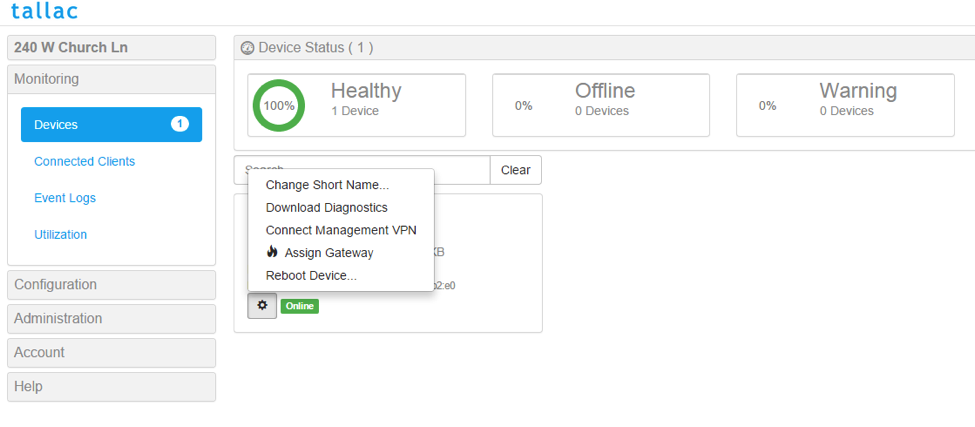 tallac
240 W Church Ln
Monitoring
Devices 1
Connected Clients
Event Logs
Utilization
Configuration
Administration
Account
Help
Device Status ( 1 )
100%
Healthy
1 Device
0%
Offline
0 Devices
0%
Warning
0 Devices
Clear
Change Short Name...
Download Diagnostics
Connect Management VPN
Assign Gateway
Reboot Device...
KB
b2:e0
Online